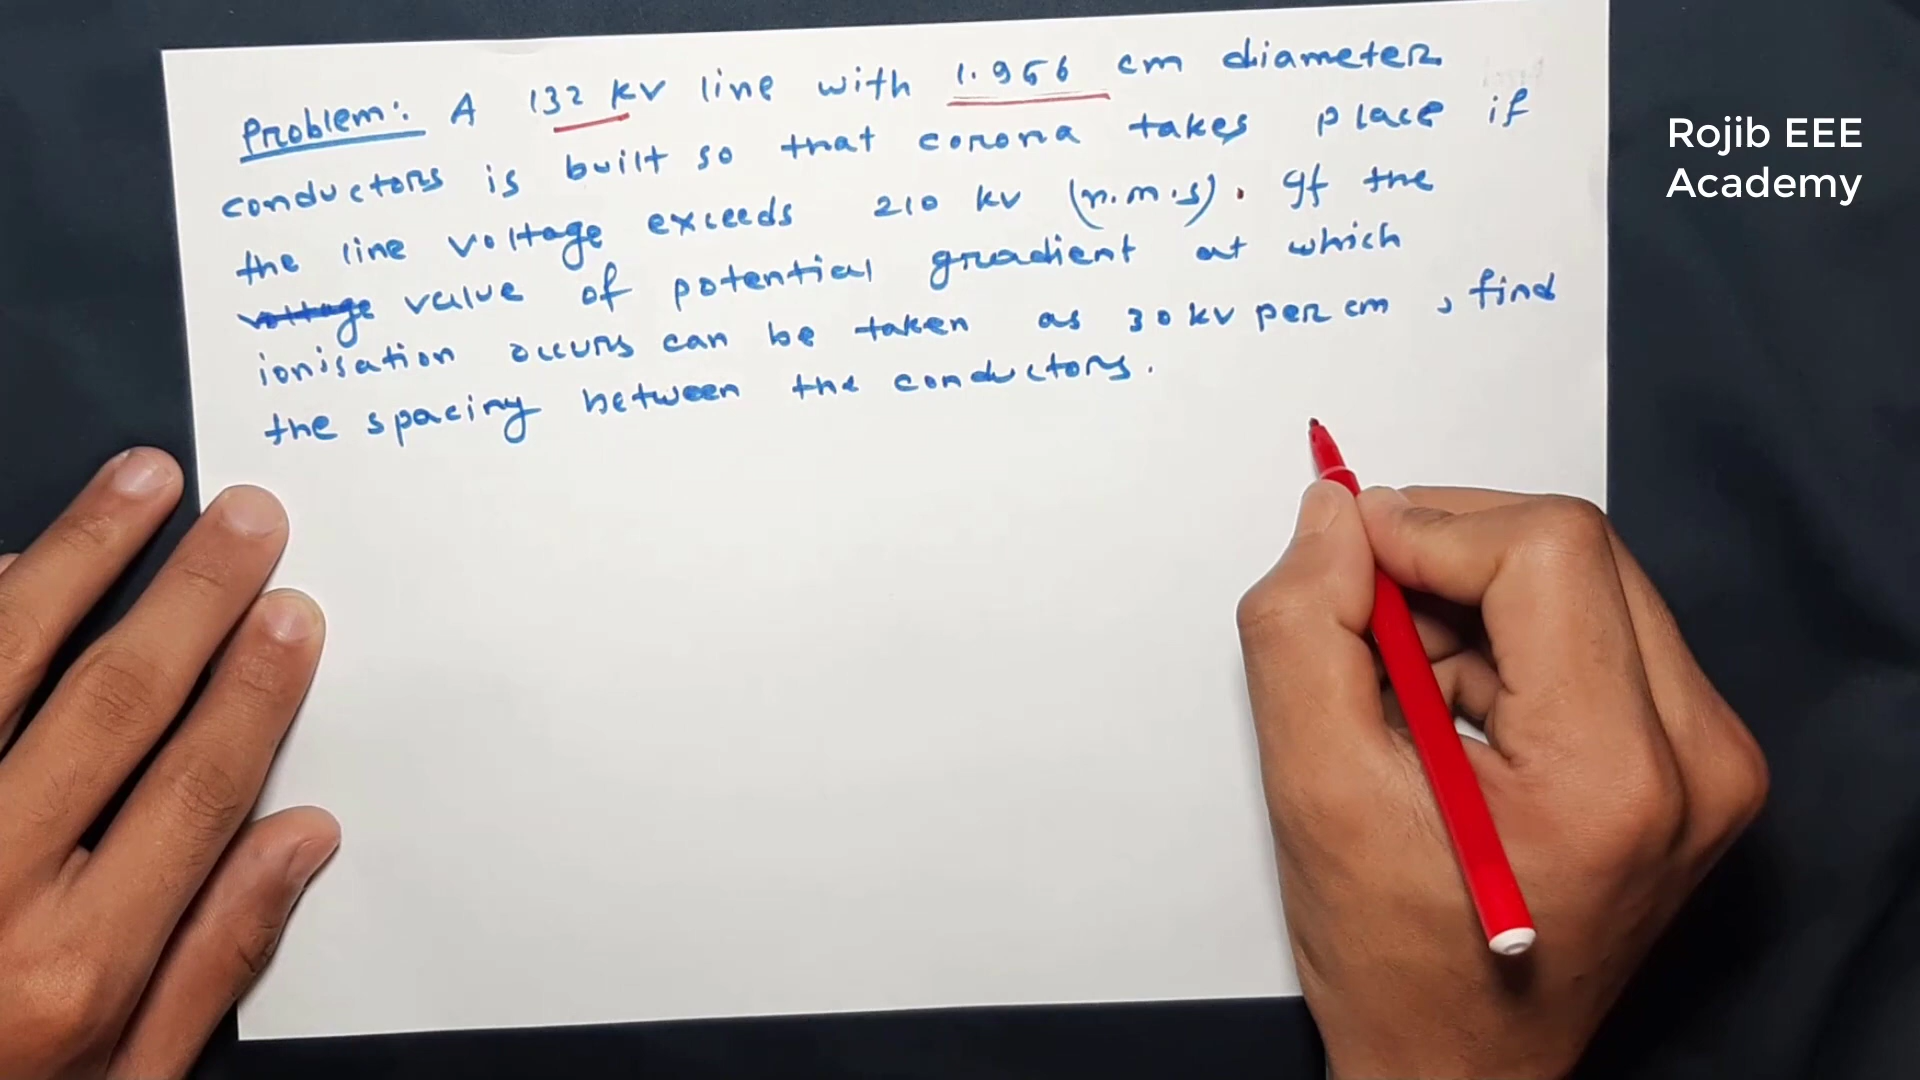 Problem: A 132 kv line with 1.956 cm diameter
conductors is built so that corona takes place if
the line voltage exceeds 210 kv (r.m.s). If the
voltage value of potential gradient at which
ionisation occurs can be taken as 30 kv per cm, find
the spacing between the conductors.
Rojib EEE
Academy